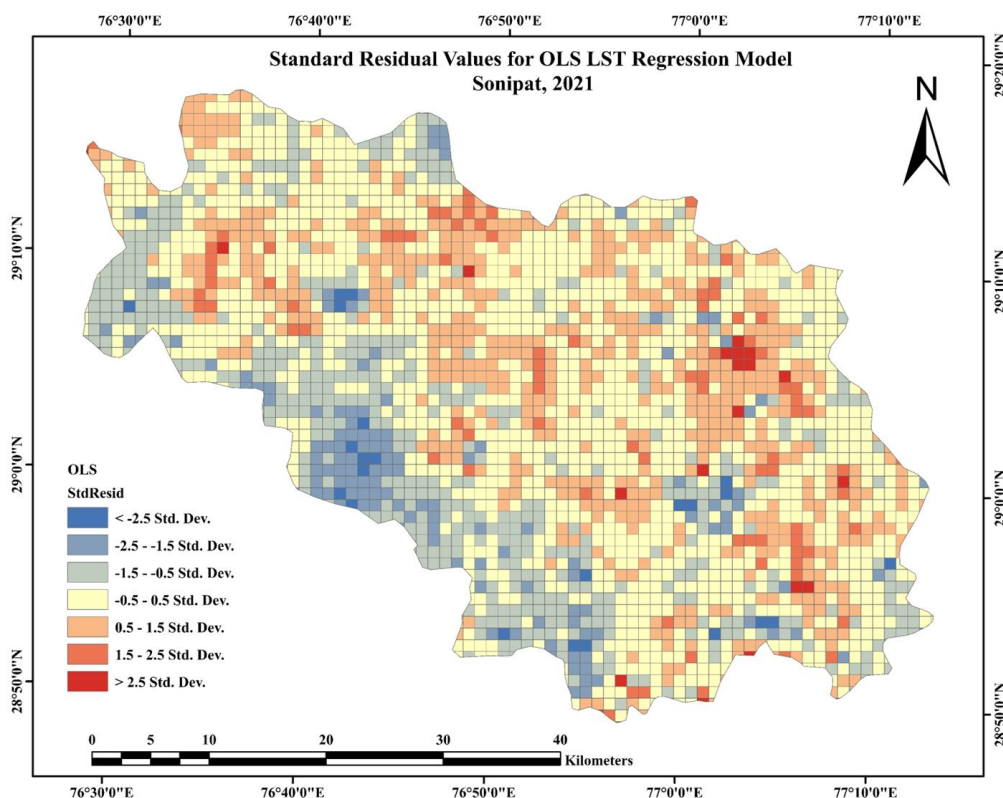 76°30'0"E 76°40'0"E 76°50'0"E 77°0'0"E 77°10'0"E
Standard Residual Values for OLS LST Regression Model
Sonipat, 2021
N
29°20'0"N
29°10'0"N
29°10'0"N
29°0'0"N
29°0'0"N
28°50'0"N
28°50'0"N
OLS
StdResid
< -2.5 Std. Dev.
-2.5 - -1.5 Std. Dev.
-1.5 - -0.5 Std. Dev.
-0.5 - 0.5 Std. Dev.
0.5 - 1.5 Std. Dev.
1.5 - 2.5 Std. Dev.
> 2.5 Std. Dev.
0 5 10 20 30 40
Kilometers
76°30'0"E 76°40'0"E 76°50'0"E 77°0'0"E 77°10'0"E